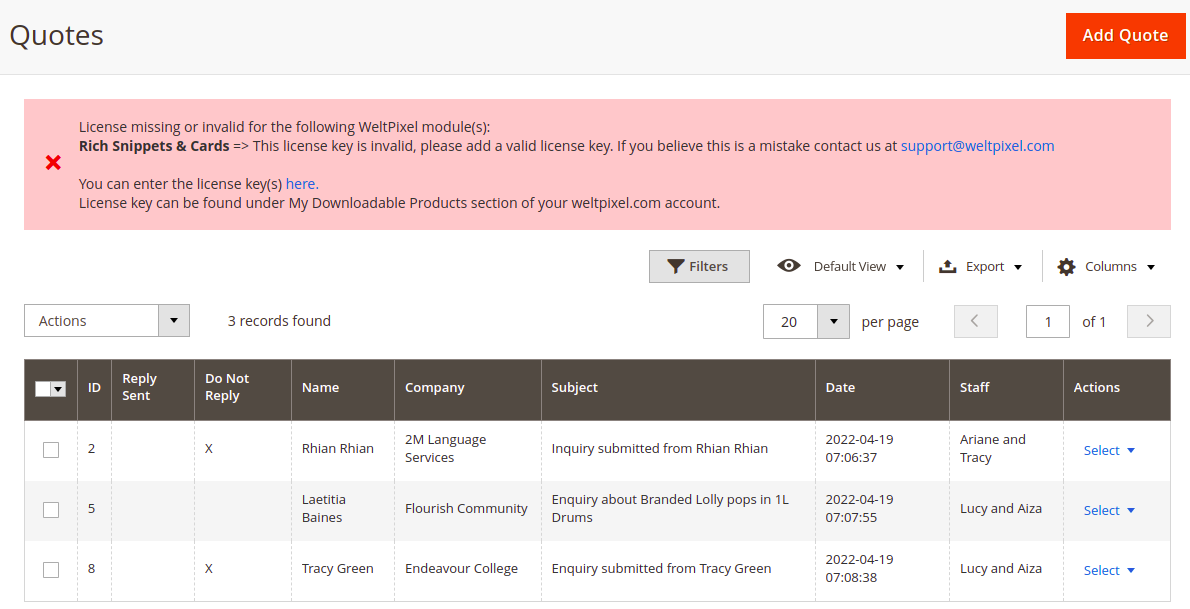 Quotes
Add Quote
License missing or invalid for the following WeltPixel module(s):
Rich Snippets & Cards => This license key is invalid, please add a valid license key. If you believe this is a mistake contact us at support@weltpixel.com
You can enter the license key(s) here.
License key can be found under My Downloadable Products section of your weltpixel.com account.
Filters
Default View
Export
Columns
Actions
3 records found
20
per page
1
of 1
ID
Reply
Sent
Do Not
Reply
Name
Company
Subject
Date
Staff
Actions
2
X
Rhian Rhian
2M Language
Services
Inquiry submitted from Rhian Rhian
2022-04-19
07:06:37
Ariane and
Tracy
Select
5
Laetitia
Baines
Flourish Community
Enquiry about Branded Lolly pops in 1L
Drums
2022-04-19
07:07:55
Lucy and Aiza
Select
8
X
Tracy Green
Endeavour College
Enquiry submitted from Tracy Green
2022-04-19
07:08:38
Lucy and Aiza
Select